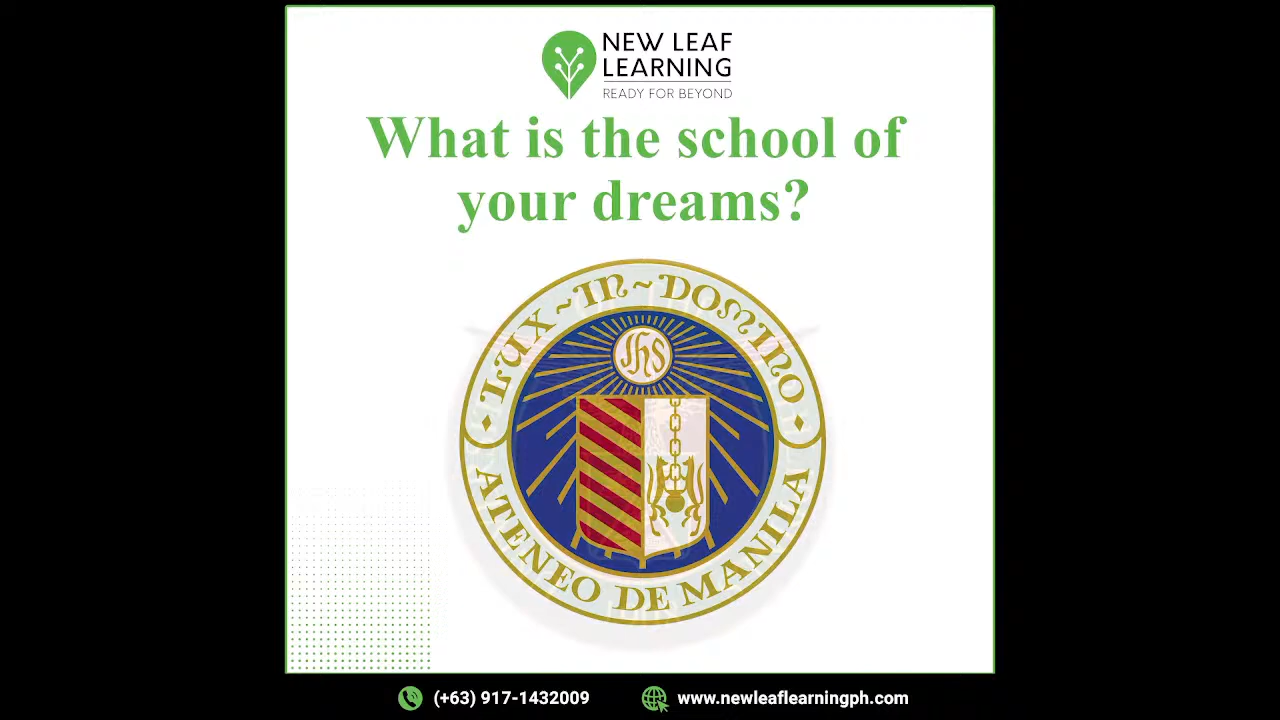 NEW LEAF
LEARNING
READY FOR BEYOND
What is the school of
your dreams?
LUX~IN~DOMINO
IHS
ATENEO DE MANILA
(+63) 917-1432009
www.newleaflearningph.com